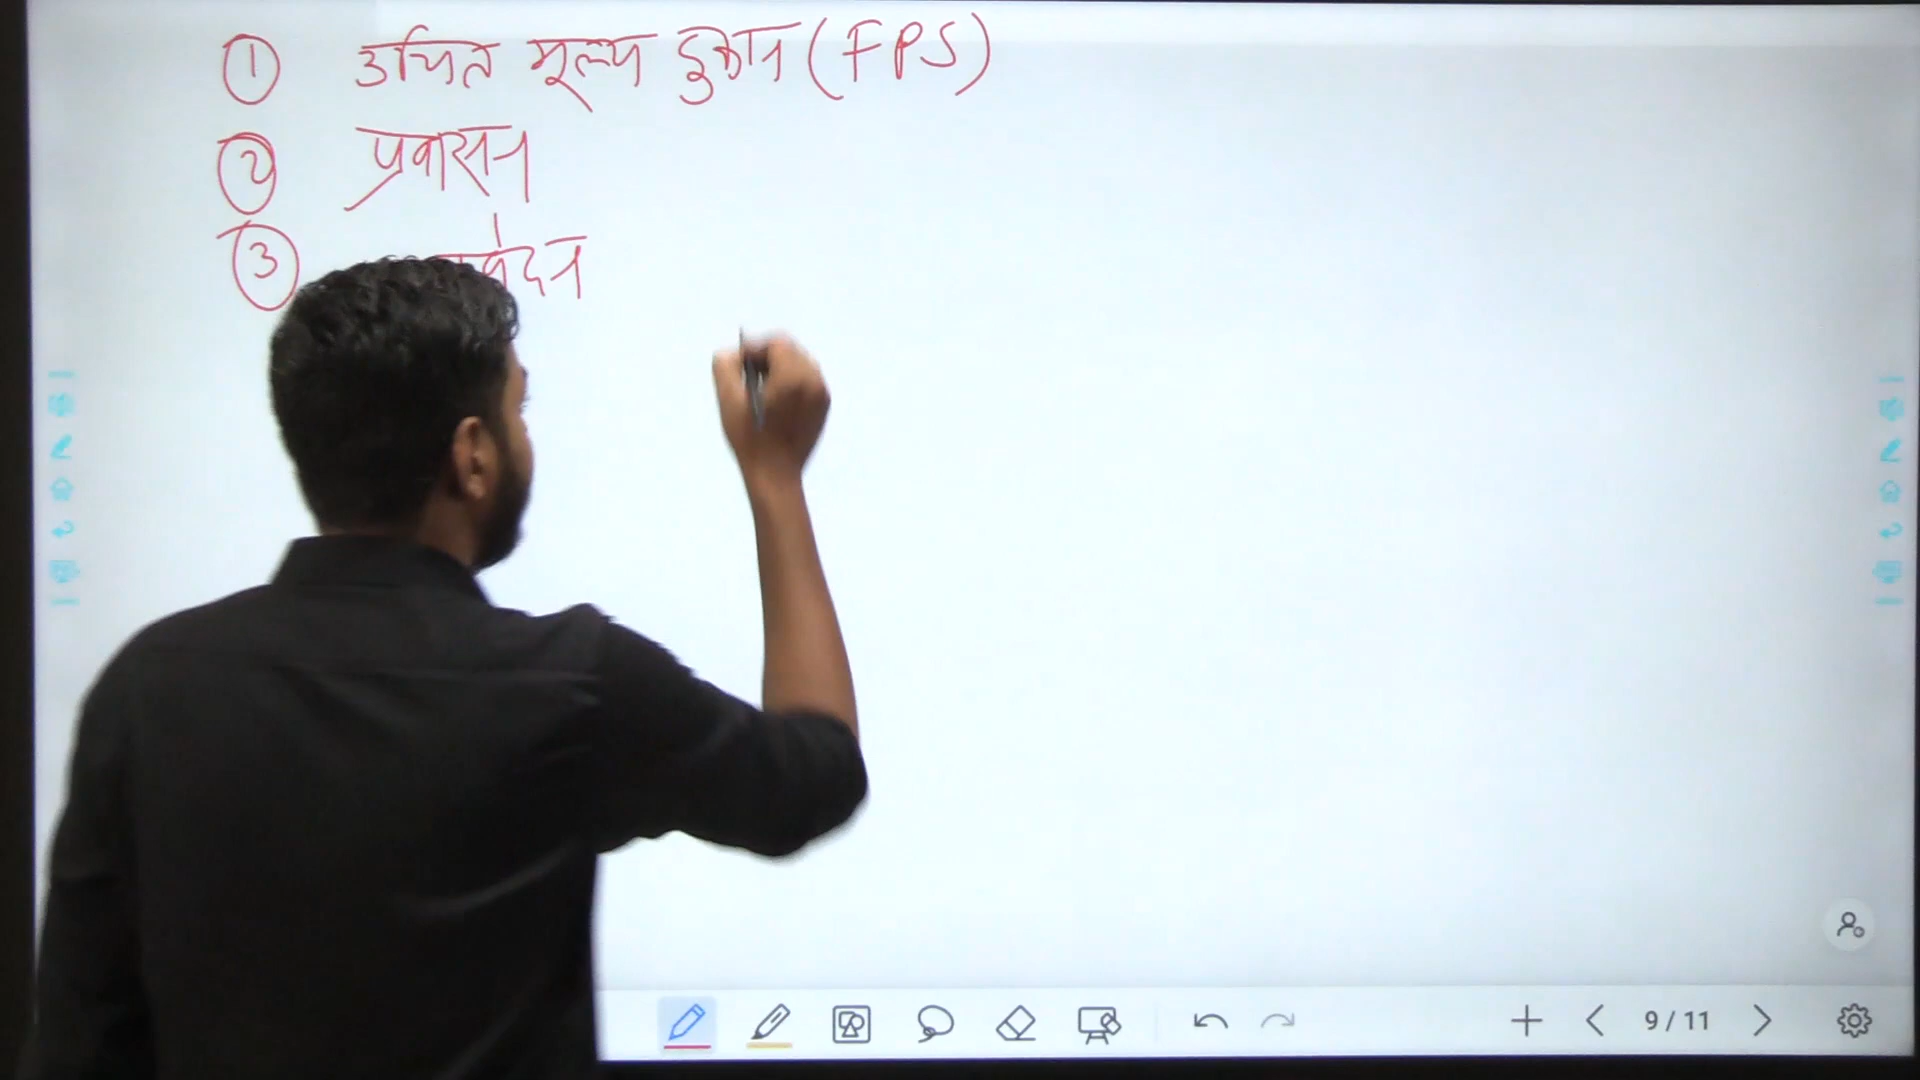 ① उचित मूल्य दुकान (FPS)
② प्रवासन
③
9 / 11